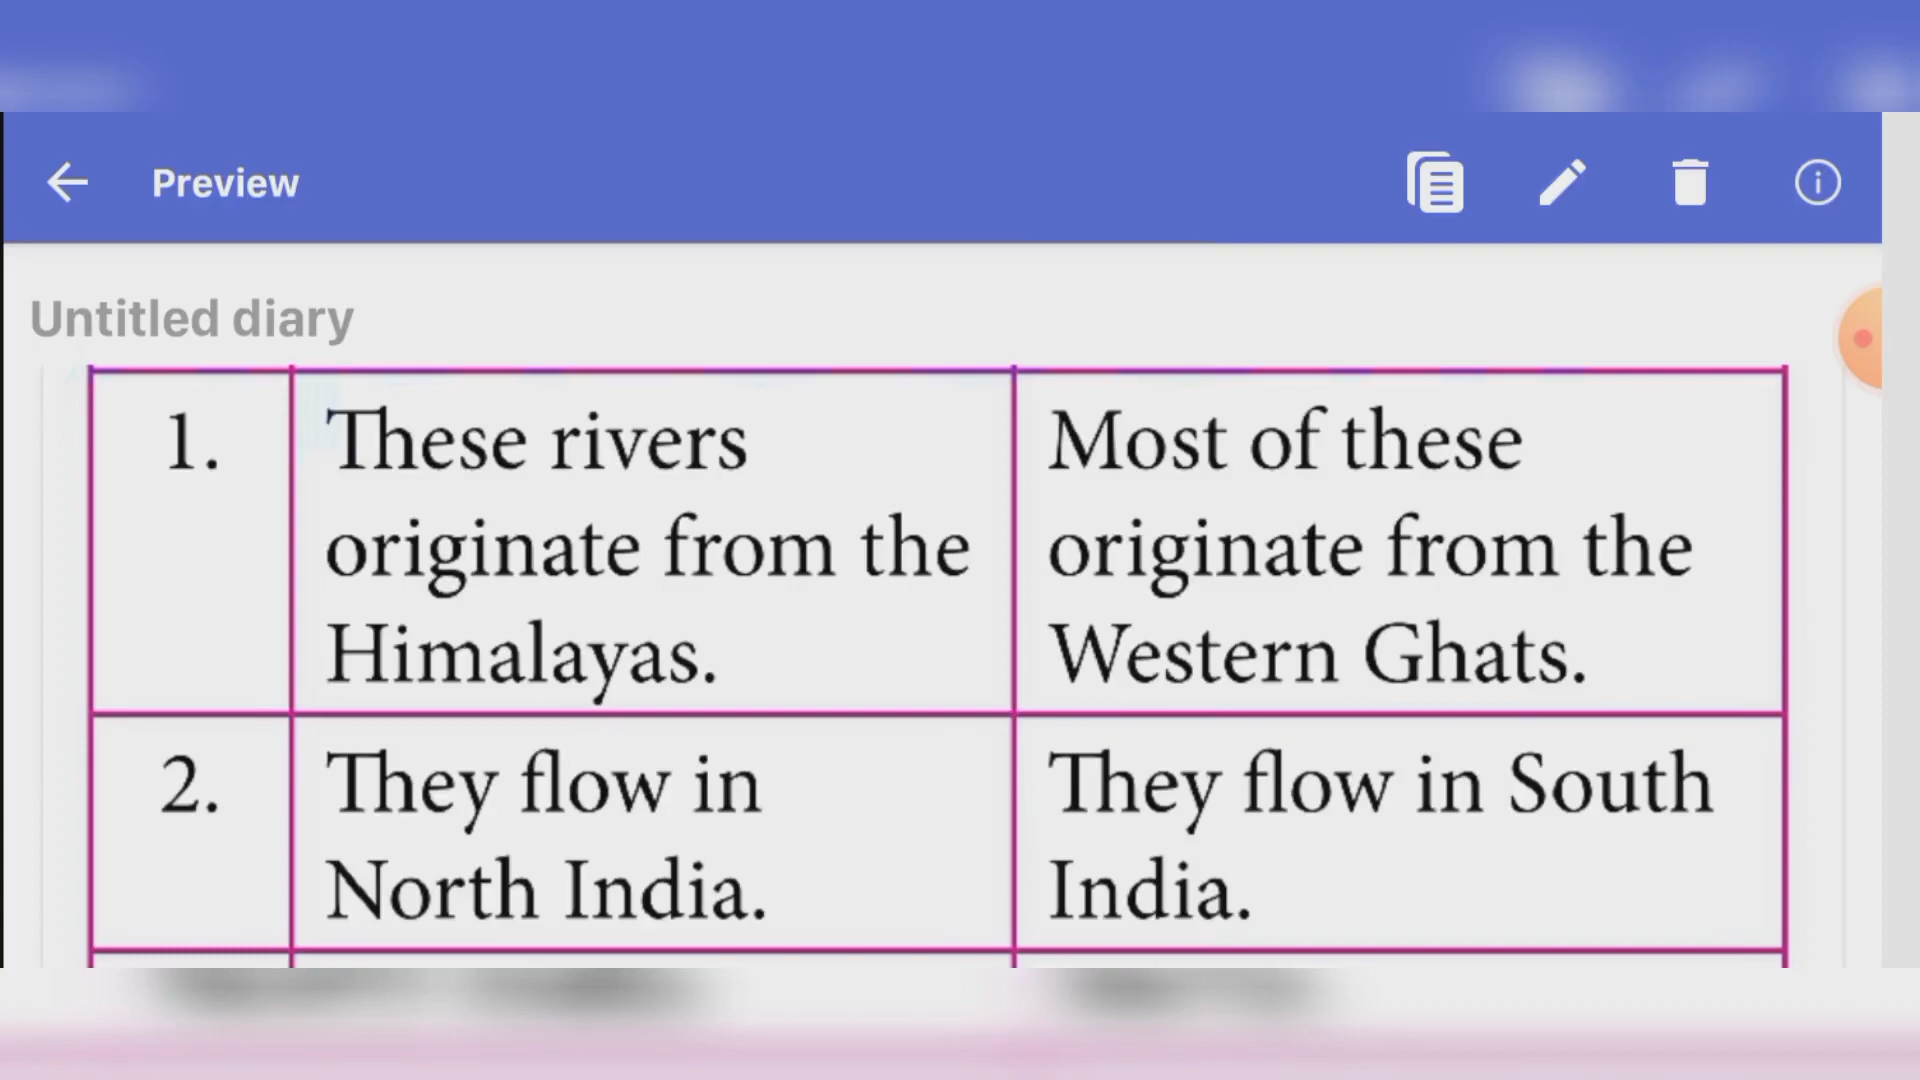 Preview
Untitled diary
1.
These rivers
originate from the
Himalayas.
Most of these
originate from the
Western Ghats.
2.
They flow in
North India.
They flow in South
India.